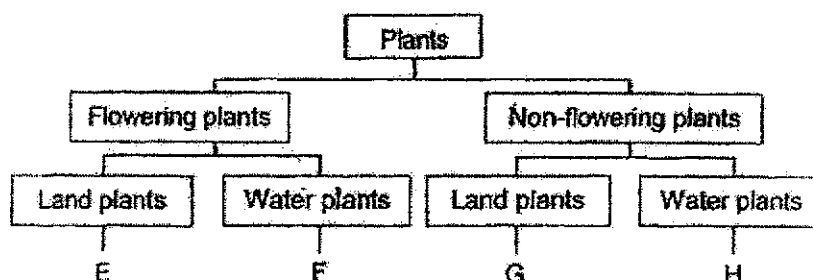 Plants
Flowering plants Non-flowering plants
Land plants Water plants Land plants Water plants
E F G H